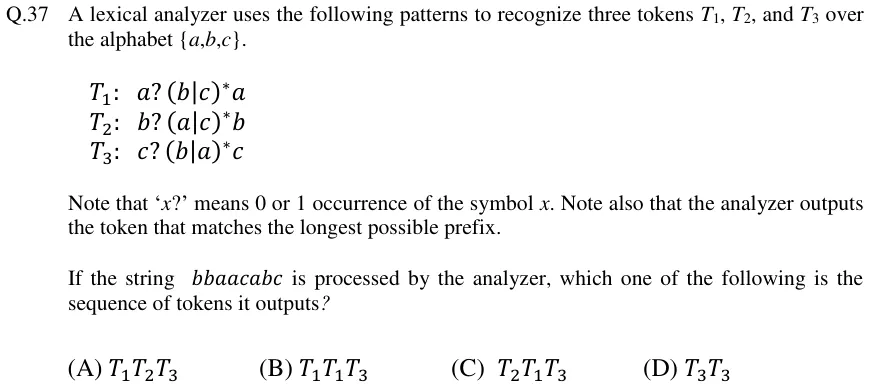 Q.37 A lexical analyzer uses the following patterns to recognize three tokens T₁, T₂, and T₃ over
the alphabet {a,b,c}.
T₁: a? (b|c)*a
T₂: b? (a|c)*b
T₃: c? (b|a)*c
Note that ‘x?’ means 0 or 1 occurrence of the symbol x. Note also that the analyzer outputs
the token that matches the longest possible prefix.
If the string bbaacabc is processed by the analyzer, which one of the following is the
sequence of tokens it outputs?
(A) T₁T₂T₃ (B) T₁T₁T₃ (C) T₂T₁T₃ (D) T₃T₃